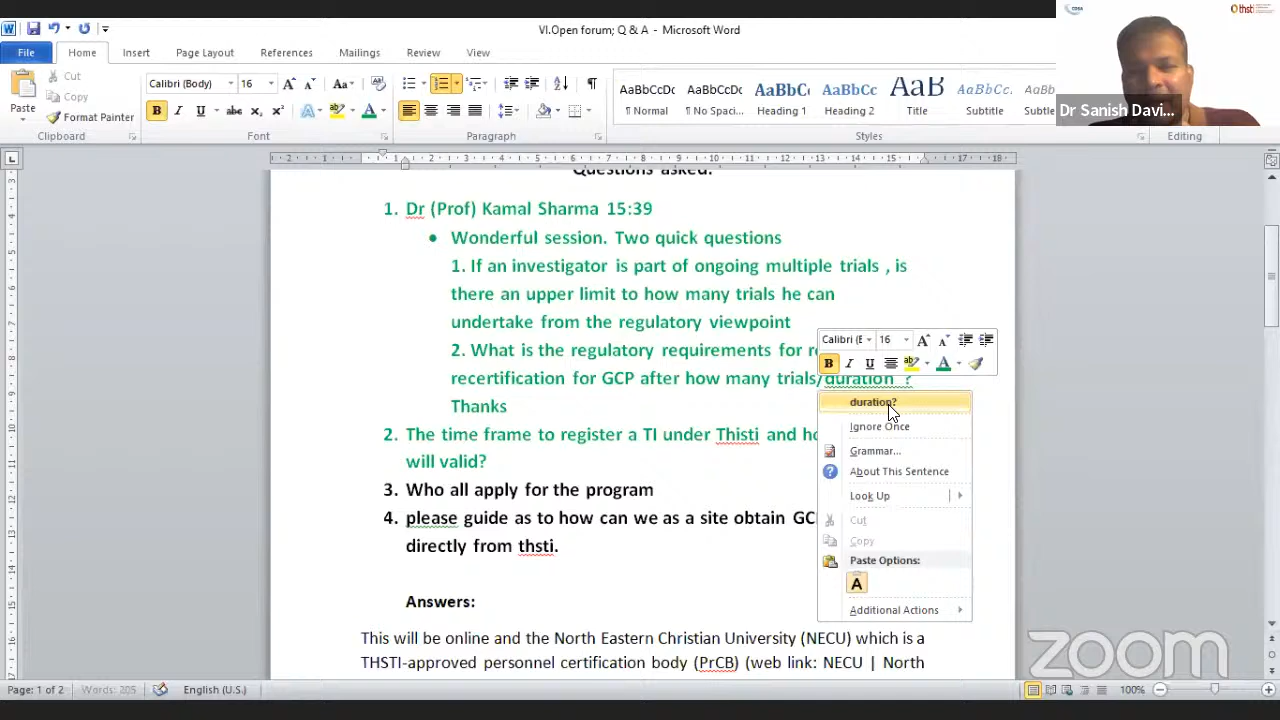 VI.Open forum; Q & A - Microsoft Word
File Home Insert Page Layout References Mailings Review View
Paste Cut Copy Format Painter
Calibri (Body) 16
AaBbCcDc AaBbCcDc AaBbC AaBbCc AaB AaBbCc. AaBb
¶ Normal ¶ No Spaci... Heading 1 Heading 2 Title Subtitle
Clipboard Font Paragraph Styles Editing
Dr Sanish Davi...
thsti
Questions asked:
1. Dr (Prof) Kamal Sharma 15:39
• Wonderful session. Two quick questions
1. If an investigator is part of ongoing multiple trials , is
there an upper limit to how many trials he can
undertake from the regulatory viewpoint
2. What is the regulatory requirements for
recertification for GCP after how many trials/duration ?
Thanks
2. The time frame to register a TI under Thisti and
will valid?
3. Who all apply for the program
4. please guide as to how can we as a site obtain
directly from thsti.
Answers:
This will be online and the North Eastern Christian University (NECU) which is a
THSTI-approved personnel certification body (PrCB) (web link: NECU | North
Calibri (E 16
duration?
Ignore Once
Grammar...
About This Sentence
Look Up
Cut
Copy
Paste Options:
Additional Actions
zoom
Page: 1 of 2 Words: 205 English (U.S.) 100%